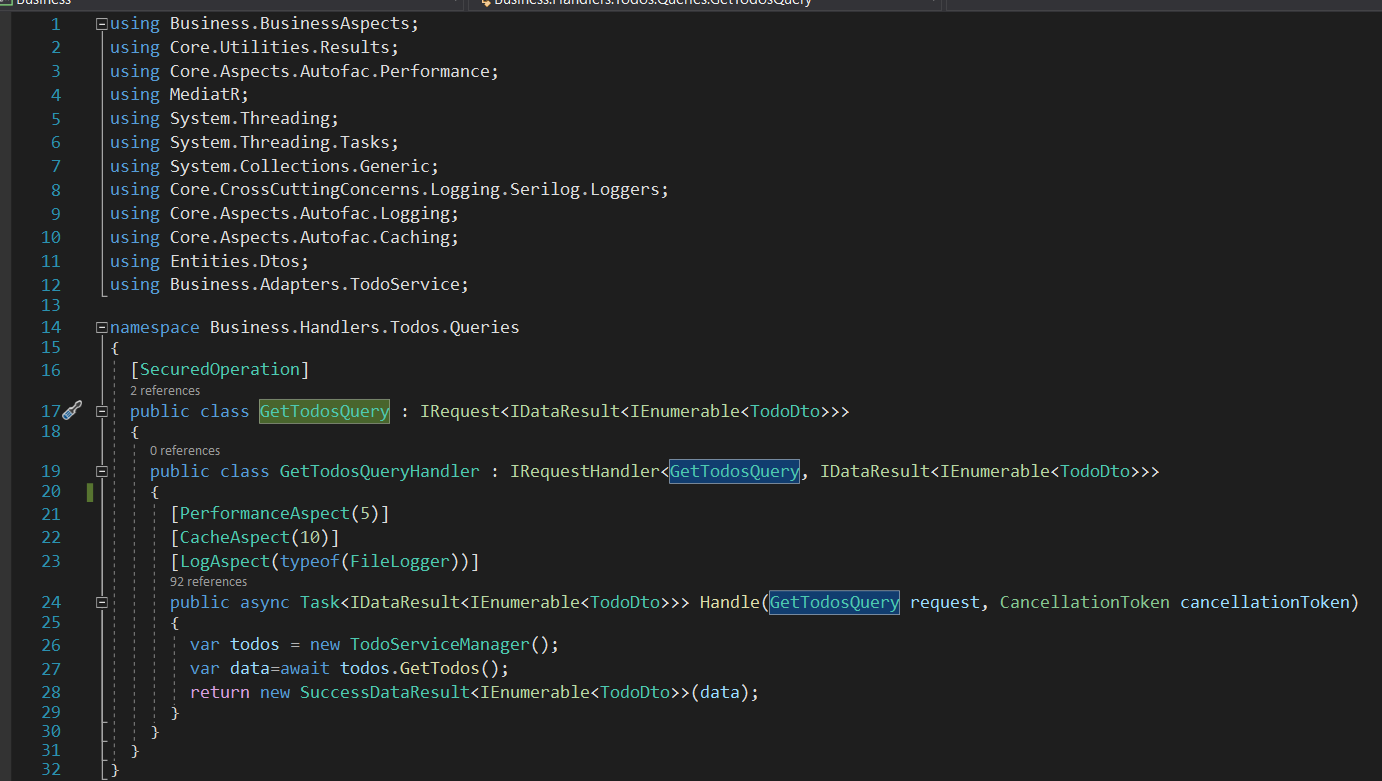 Business
Business.Handlers.Todos.Queries.GetTodosQuery
1 using Business.BusinessAspects;
2 using Core.Utilities.Results;
3 using Core.Aspects.Autofac.Performance;
4 using MediatR;
5 using System.Threading;
6 using System.Threading.Tasks;
7 using System.Collections.Generic;
8 using Core.CrossCuttingConcerns.Logging.Serilog.Loggers;
9 using Core.Aspects.Autofac.Logging;
10 using Core.Aspects.Autofac.Caching;
11 using Entities.Dtos;
12 using Business.Adapters.TodoService;
13
14 namespace Business.Handlers.Todos.Queries
15 {
16 [SecuredOperation]
2 references
17 public class GetTodosQuery : IRequest<IDataResult<IEnumerable<TodoDto>>>
18 {
0 references
19 public class GetTodosQueryHandler : IRequestHandler<GetTodosQuery, IDataResult<IEnumerable<TodoDto>>>
20 {
21 [PerformanceAspect(5)]
22 [CacheAspect(10)]
23 [LogAspect(typeof(FileLogger))]
92 references
24 public async Task<IDataResult<IEnumerable<TodoDto>>> Handle(GetTodosQuery request, CancellationToken cancellationToken)
25 {
26 var todos = new TodoServiceManager();
27 var data=await todos.GetTodos();
28 return new SuccessDataResult<IEnumerable<TodoDto>>(data);
29 }
30 }
31 }
32 }